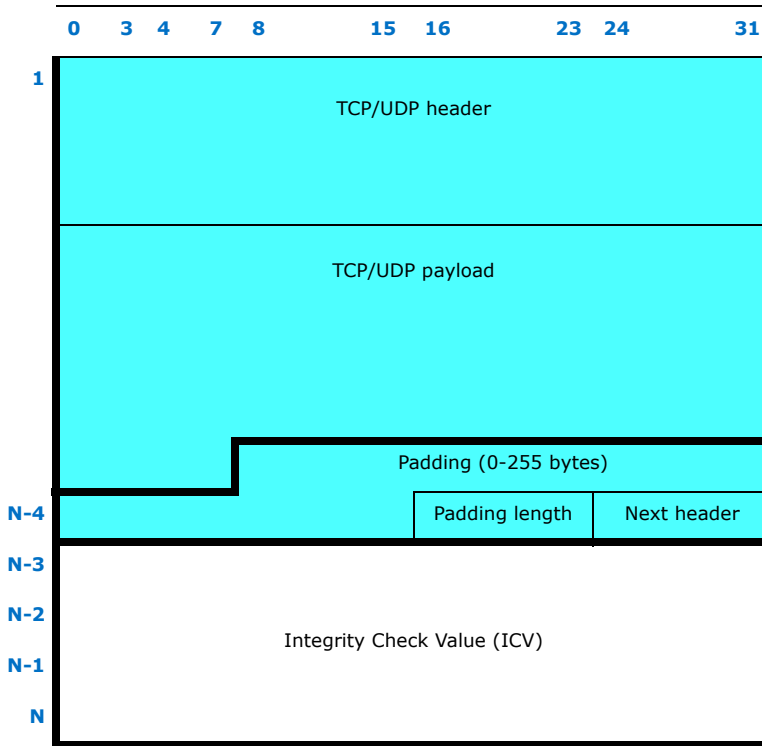 0 3 4 7 8 15 16 23 24 31
1
TCP/UDP header
TCP/UDP payload
Padding (0-255 bytes)
N-4 Padding length Next header
N-3
N-2
Integrity Check Value (ICV)
N-1
N